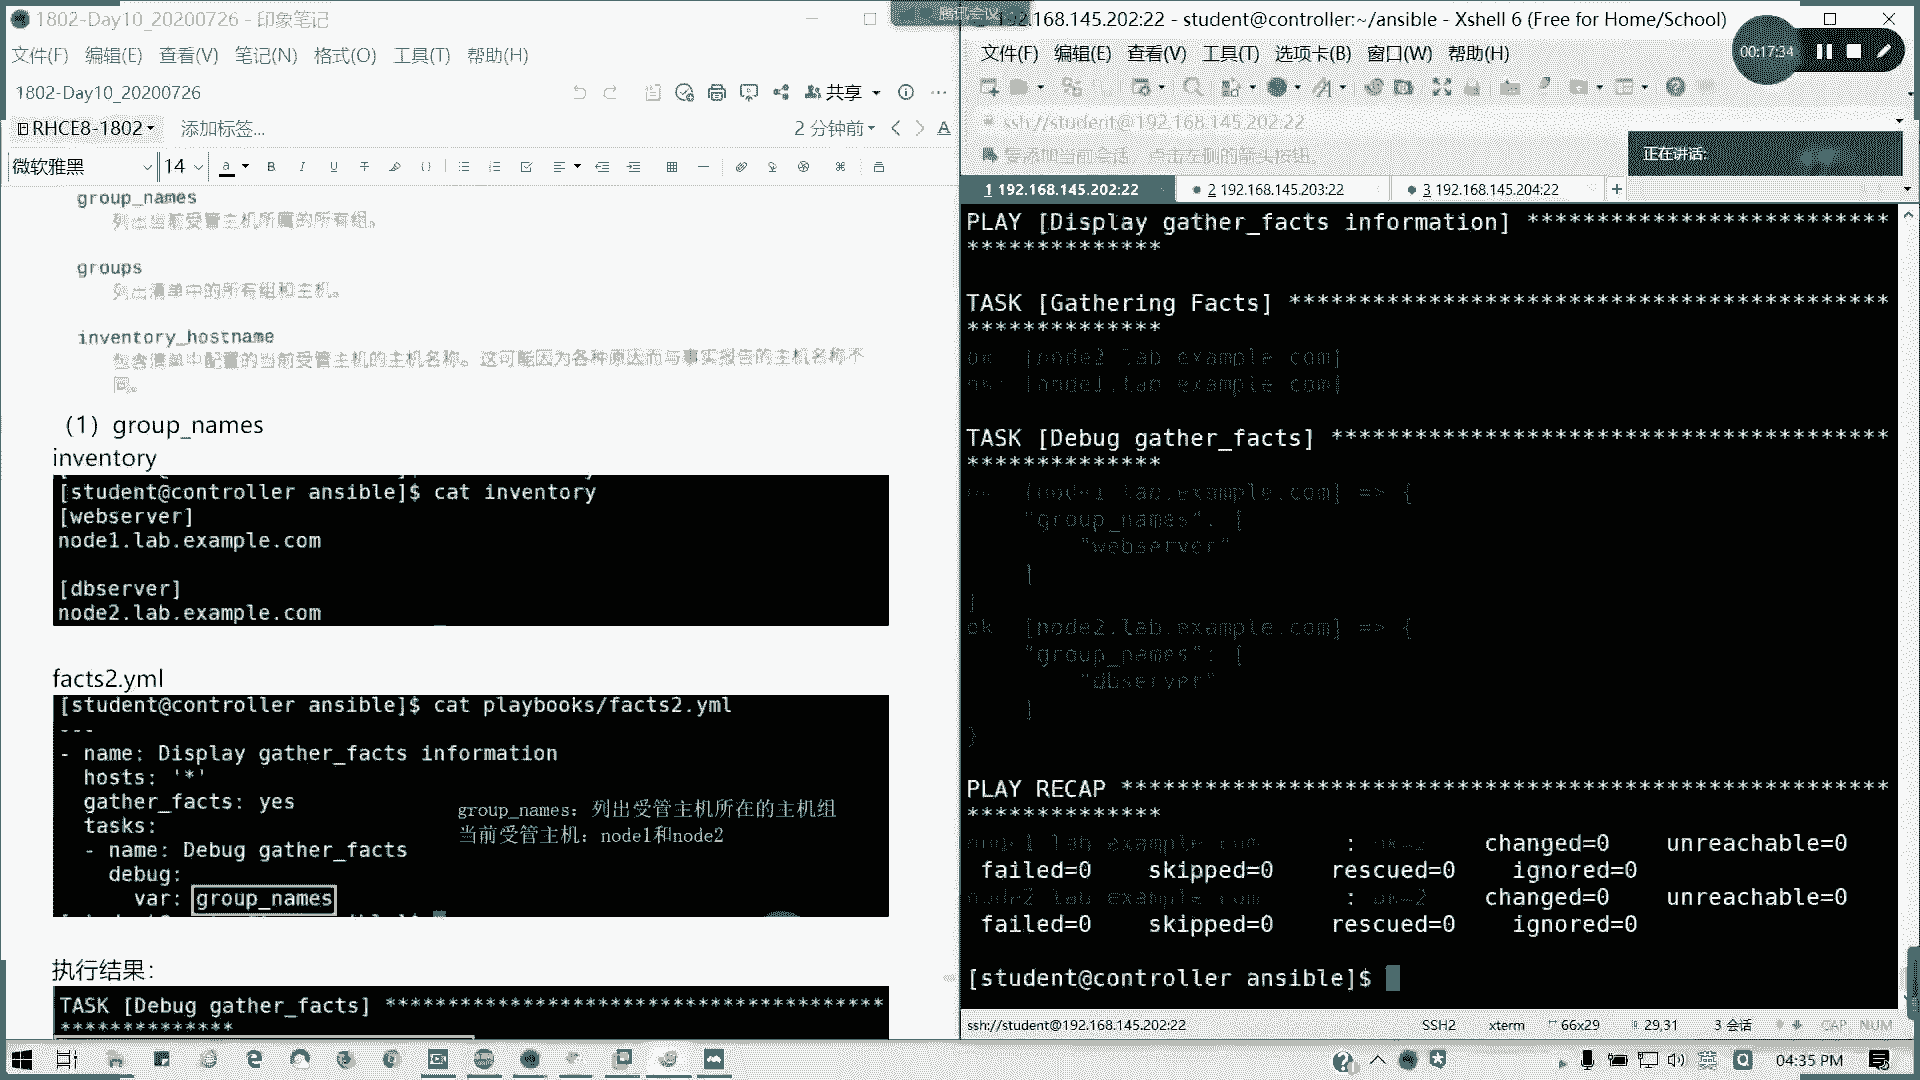 1802-Day10_20200726 - 印象笔记
文件(F) 编辑(E) 查看(V) 笔记(N) 格式(O) 工具(T) 帮助(H)
1802-Day10_20200726
共享
RHCE8-1802
添加标签...
2 分钟前
微软雅黑
14
group_names
列出当前受管主机所属的所有组。
groups
列出清单中的所有组和主机。
inventory_hostname
包含清单中配置的当前受管主机的主机名称。这可能因为各种原因而与事实报告的主机名称不
同。
（1）group_names
inventory
[student@controller ansible]$ cat inventory
[webserver]
node1.lab.example.com
[dbserver]
node2.lab.example.com
facts2.yml
[student@controller ansible]$ cat playbooks/facts2.yml
---
- name: Display gather_facts information
hosts: '*'
gather_facts: yes
tasks:
- name: Debug gather_facts
debug:
var: group_names
group_names：列出受管主机所在的主机组
当前受管主机：node1和node2
执行结果：
TASK [Debug gather_facts] *****************************************
**************
腾讯会议
192.168.145.202:22 - student@controller:~/ansible - Xshell 6 (Free for Home/School)
文件(F) 编辑(E) 查看(V) 工具(T) 选项卡(B) 窗口(W) 帮助(H)
00:17:34
ssh://student@192.168.145.202:22
要添加当前会话，点击左侧的箭头按钮。
正在讲话:
1 192.168.145.202:22
2 192.168.145.203:22
3 192.168.145.204:22
PLAY [Display gather_facts information] **************************
**************
TASK [Gathering Facts] *******************************************
**************
ok: [node2.lab.example.com]
ok: [node1.lab.example.com]
TASK [Debug gather_facts] ****************************************
**************
ok: [node1.lab.example.com] => {
"group_names": [
"webserver"
]
}
ok: [node2.lab.example.com] => {
"group_names": [
"dbserver"
]
}
PLAY RECAP *******************************************************
**************
node1.lab.example.com : ok=2 changed=0 unreachable=0
failed=0 skipped=0 rescued=0 ignored=0
node2.lab.example.com : ok=2 changed=0 unreachable=0
failed=0 skipped=0 rescued=0 ignored=0
[student@controller ansible]$
ssh://student@192.168.145.202:22
SSH2
xterm
66x29
29,31
3 会话
CAP NUM
英
04:35 PM